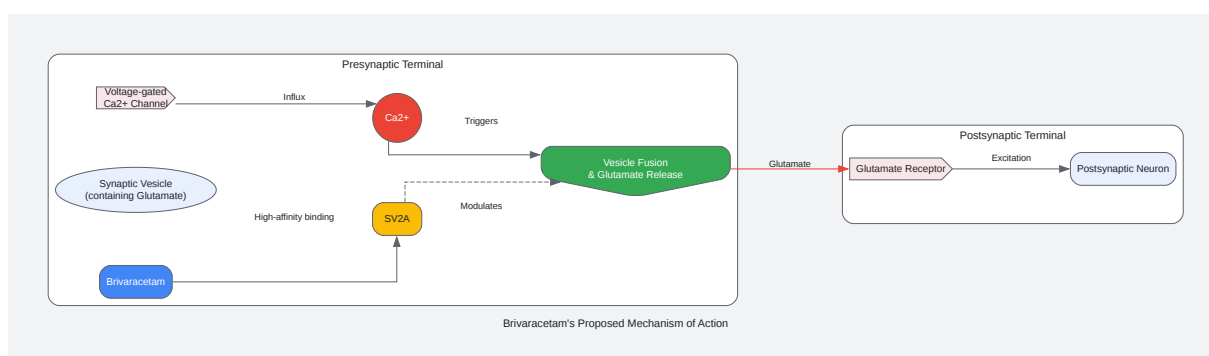 Presynaptic Terminal
Voltage-gated
Ca2+ Channel
Influx
Ca2+
Triggers
Vesicle Fusion
& Glutamate Release
Synaptic Vesicle
(containing Glutamate)
High-affinity binding
SV2A
Modulates
Brivaracetam
Glutamate
Postsynaptic Terminal
Glutamate Receptor
Excitation
Postsynaptic Neuron
Brivaracetam's Proposed Mechanism of Action